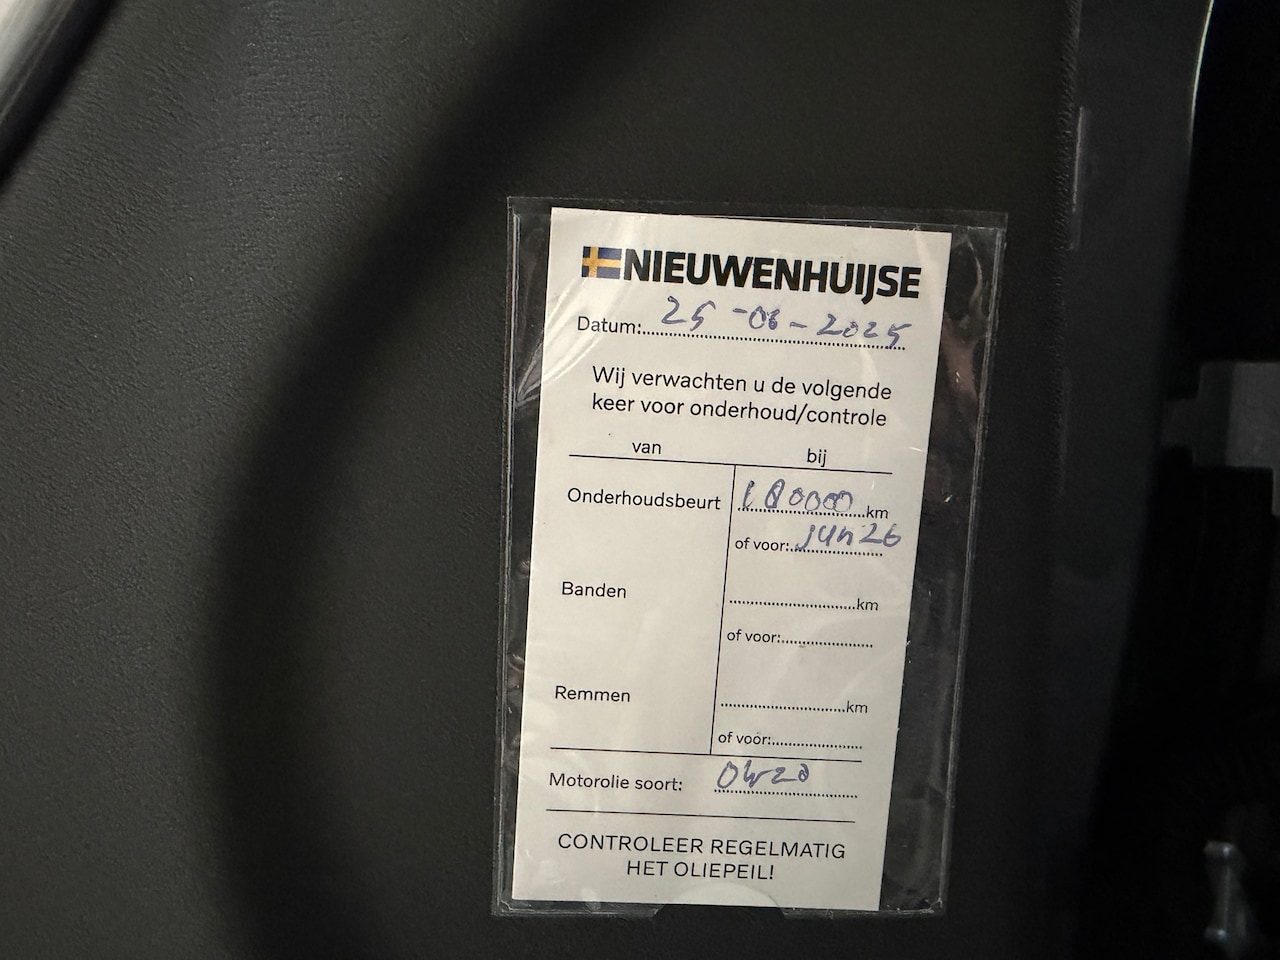 NIEUWENHUIJSE
Datum: 25-06-2025
Wij verwachten u de volgende
keer voor onderhoud/controle
van bij
Onderhoudsbeurt 180000 km
of voor: jun 26
Banden km
of voor:
Remmen km
of voor:
Motorolie soort: 0w20
CONTROLEER REGELMATIG
HET OLIEPEIL!